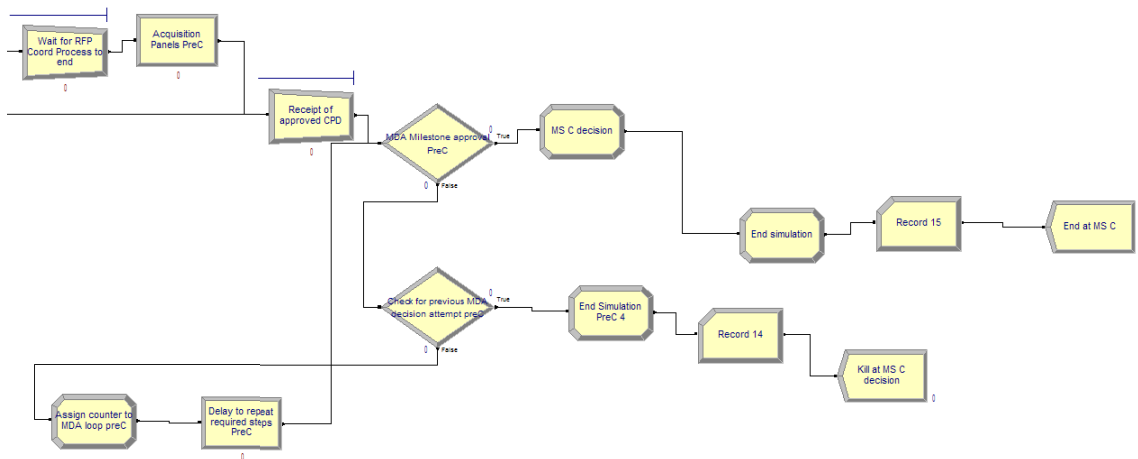 Wait for RFP
Coord Process to
end
0
Acquisition
Panels PreC
0
Receipt of
approved CPD
0
MDA Milestone approval
PreC
0
True
0
False
MS C decision
End simulation
Record 15
End at MS C
Check for previous MDA
decision attempt preC
0
True
0
False
End Simulation
PreC 4
Record 14
Kill at MS C
decision
0
Assign counter to
MDA loop preC
Delay to repeat
required steps
PreC
0